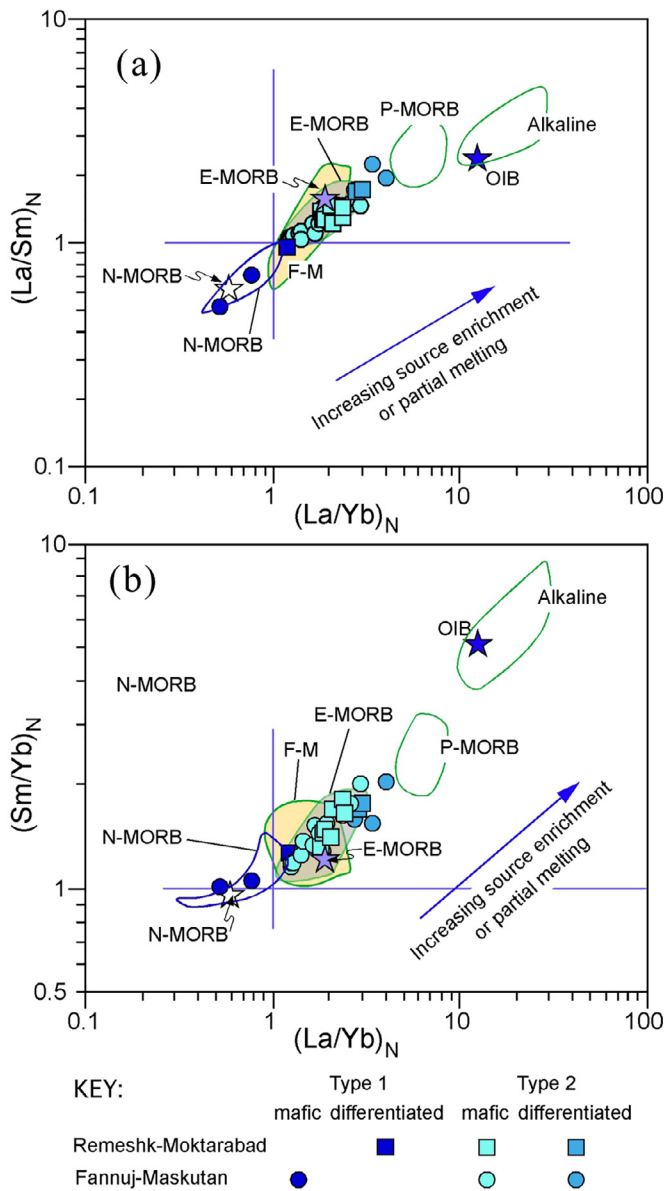 10
(a)
P-MORB
Alkaline
E-MORB
E-MORB
OIB
(La/Sm)N
1
N-MORB
F-M
N-MORB
Increasing source enrichment
or partial melting
0.1
0.1
1
10
100
(La/Yb)N
10
(b)
Alkaline
OIB
N-MORB
E-MORB
F-M
P-MORB
(Sm/Yb)N
N-MORB
E-MORB
1
N-MORB
Increasing source enrichment
or partial melting
0.5
0.1
1
10
100
(La/Yb)N
KEY:
Type 1
Type 2
mafic differentiated
mafic differentiated
Remeshk-Moktarabad
Fannuj-Maskutan